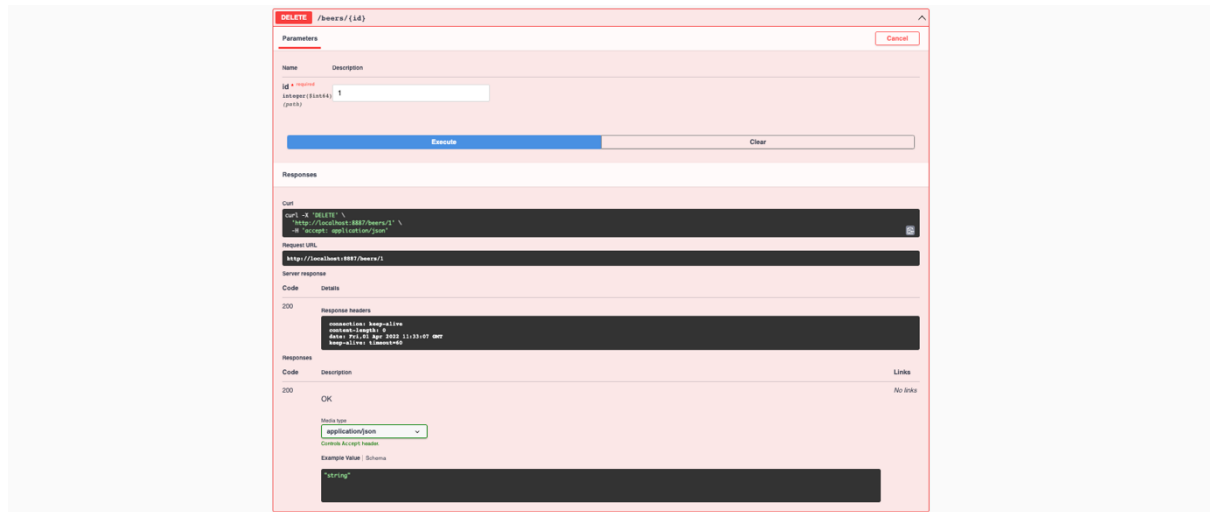 DELETE /beers/{id}
Parameters
Cancel
Name Description
id * required
integer($int64)
(path)
1
Execute Clear
Responses
Curl
curl -X 'DELETE' \
'http://localhost:8887/beers/1' \
-H 'accept: application/json'
Request URL
http://localhost:8887/beers/1
Server response
Code Details
200
Response headers
connection: keep-alive
content-length: 0
date: Fri,01 Apr 2022 11:33:07 GMT
keep-alive: timeout=60
Responses
Code Description Links
200
OK
No links
Media type
application/json
Controls Accept header.
Example Value | Schema
"string"